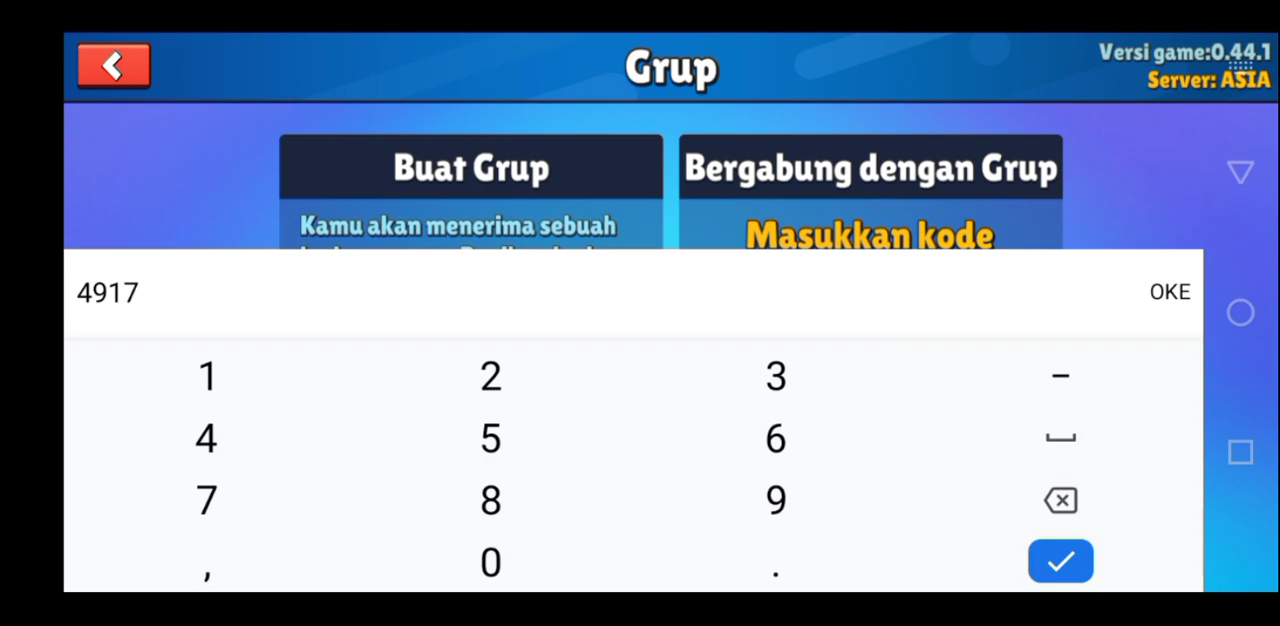 Grup
Versi game:0.44.1
Server: ASIA
Buat Grup
Bergabung dengan Grup
Kamu akan menerima sebuah
Masukkan kode
4917
OKE
1 2 3 –
4 5 6
7 8 9
, 0 .